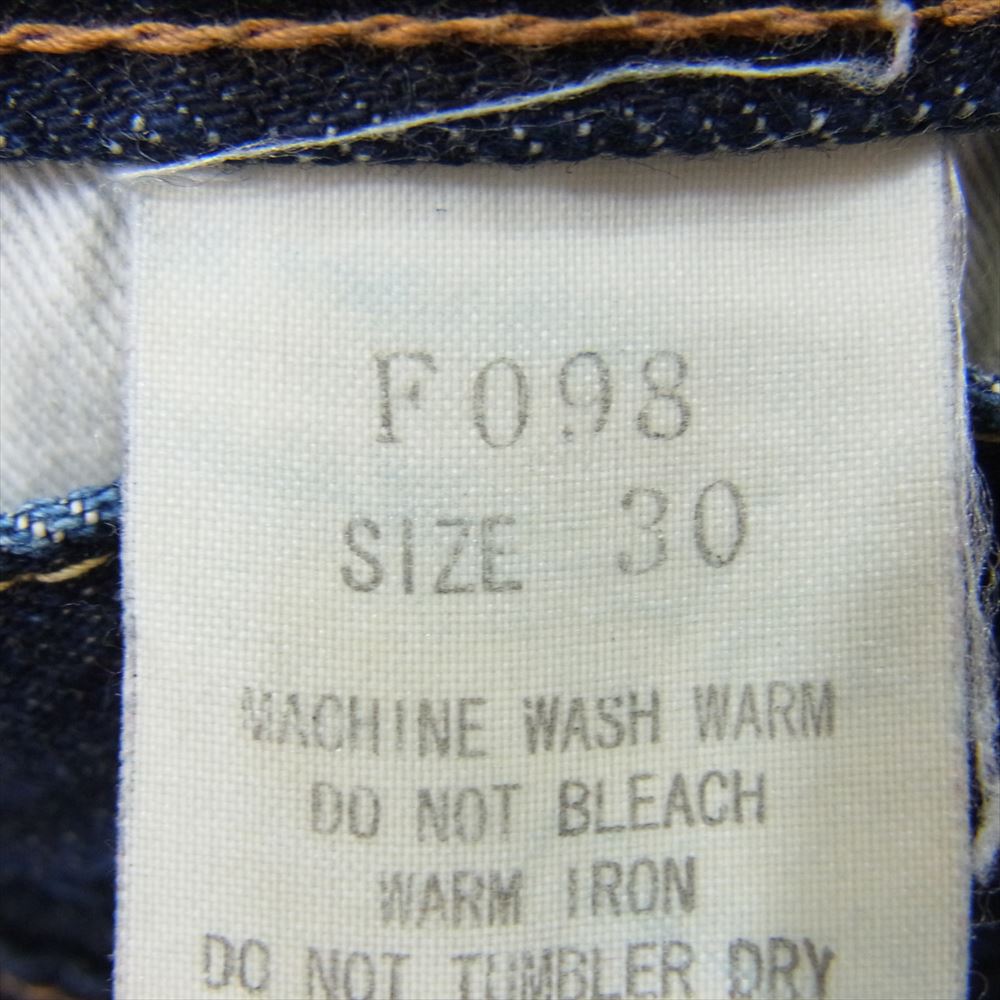 F098
SIZE 30
MACHINE WASH WARM
DO NOT BLEACH
WARM IRON
DO NOT TUMBLER DRY